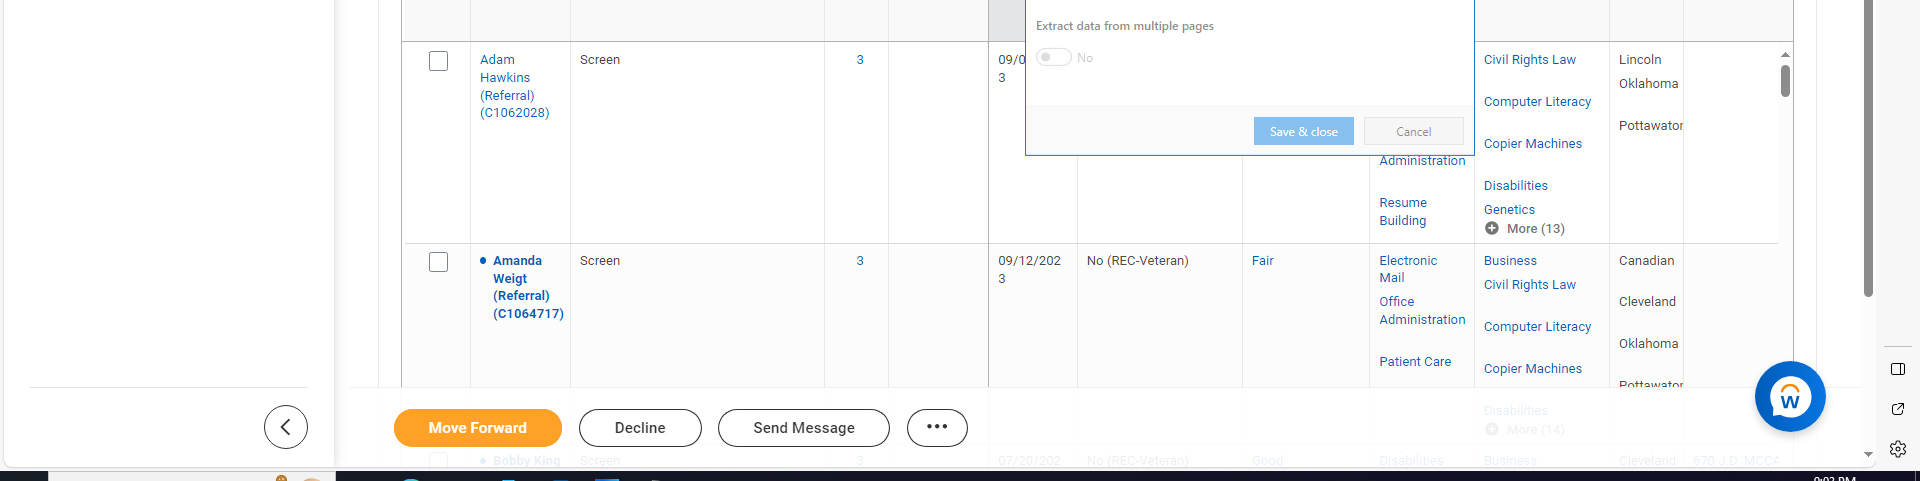 Extract data from multiple pages
No
Save & close
Cancel
Adam
Hawkins
(Referral)
(C1062028)
Screen
3
09/0
3
Administration
Resume
Building
Civil Rights Law
Computer Literacy
Copier Machines
Disabilities
Genetics
More (13)
Lincoln
Oklahoma
Pottawator
Amanda
Weigt
(Referral)
(C1064717)
Screen
3
09/12/202
3
No (REC-Veteran)
Fair
Electronic
Mail
Office
Administration
Patient Care
Business
Civil Rights Law
Computer Literacy
Copier Machines
Disabilities
More (14)
Canadian
Cleveland
Oklahoma
Pottawator
Move Forward
Decline
Send Message
W
Bobby King
Screen
3
07/20/202
No (REC-Veteran)
Good
Disabilities
Business
Cleveland
670 J.D. MCCA
9:03 PM